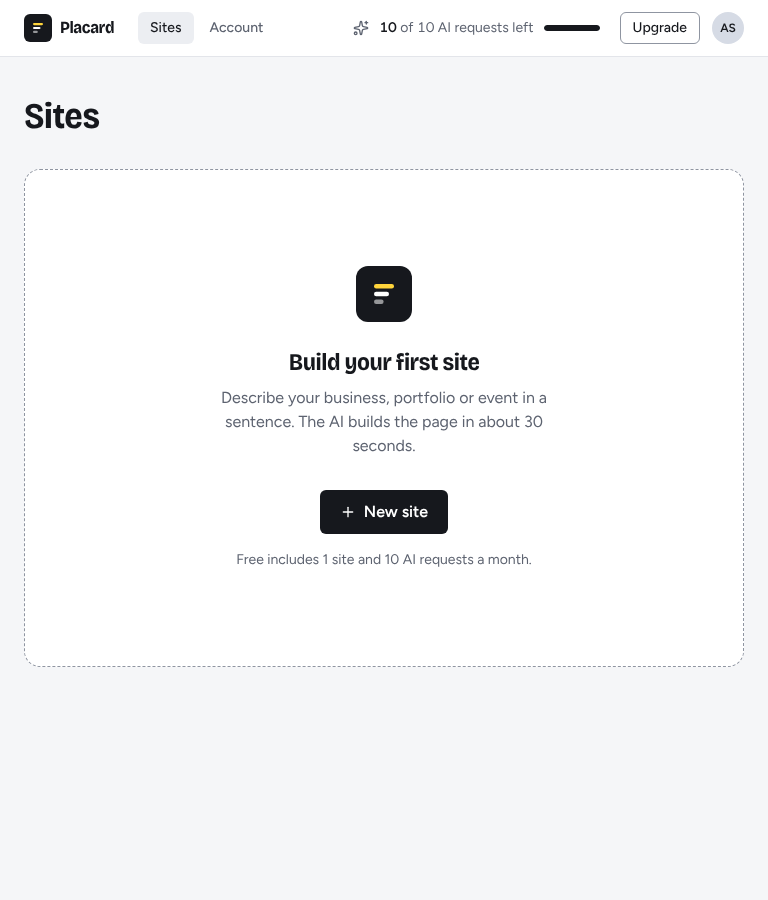 Placard
Sites
Account
10 of 10 AI requests left
Upgrade
AS
Sites
Build your first site
Describe your business, portfolio or event in a
sentence. The AI builds the page in about 30
seconds.
New site
Free includes 1 site and 10 AI requests a month.